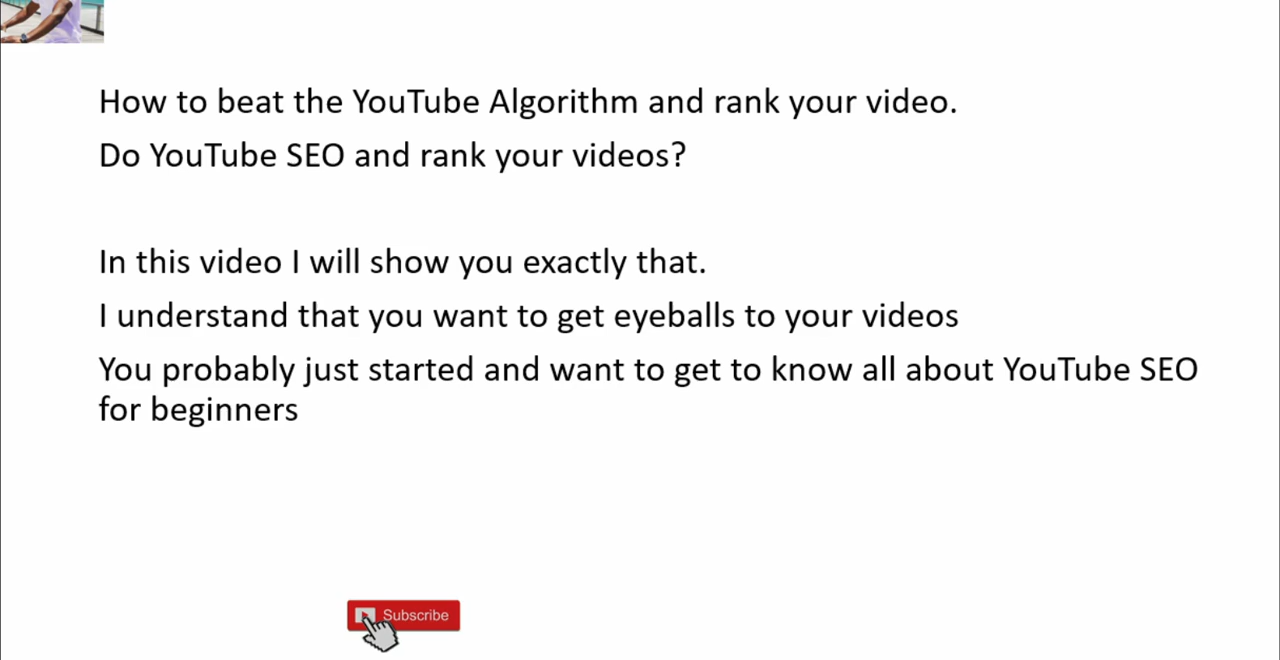 How to beat the YouTube Algorithm and rank your video.
Do YouTube SEO and rank your videos?
In this video I will show you exactly that.
I understand that you want to get eyeballs to your videos
You probably just started and want to get to know all about YouTube SEO
for beginners
Subscribe